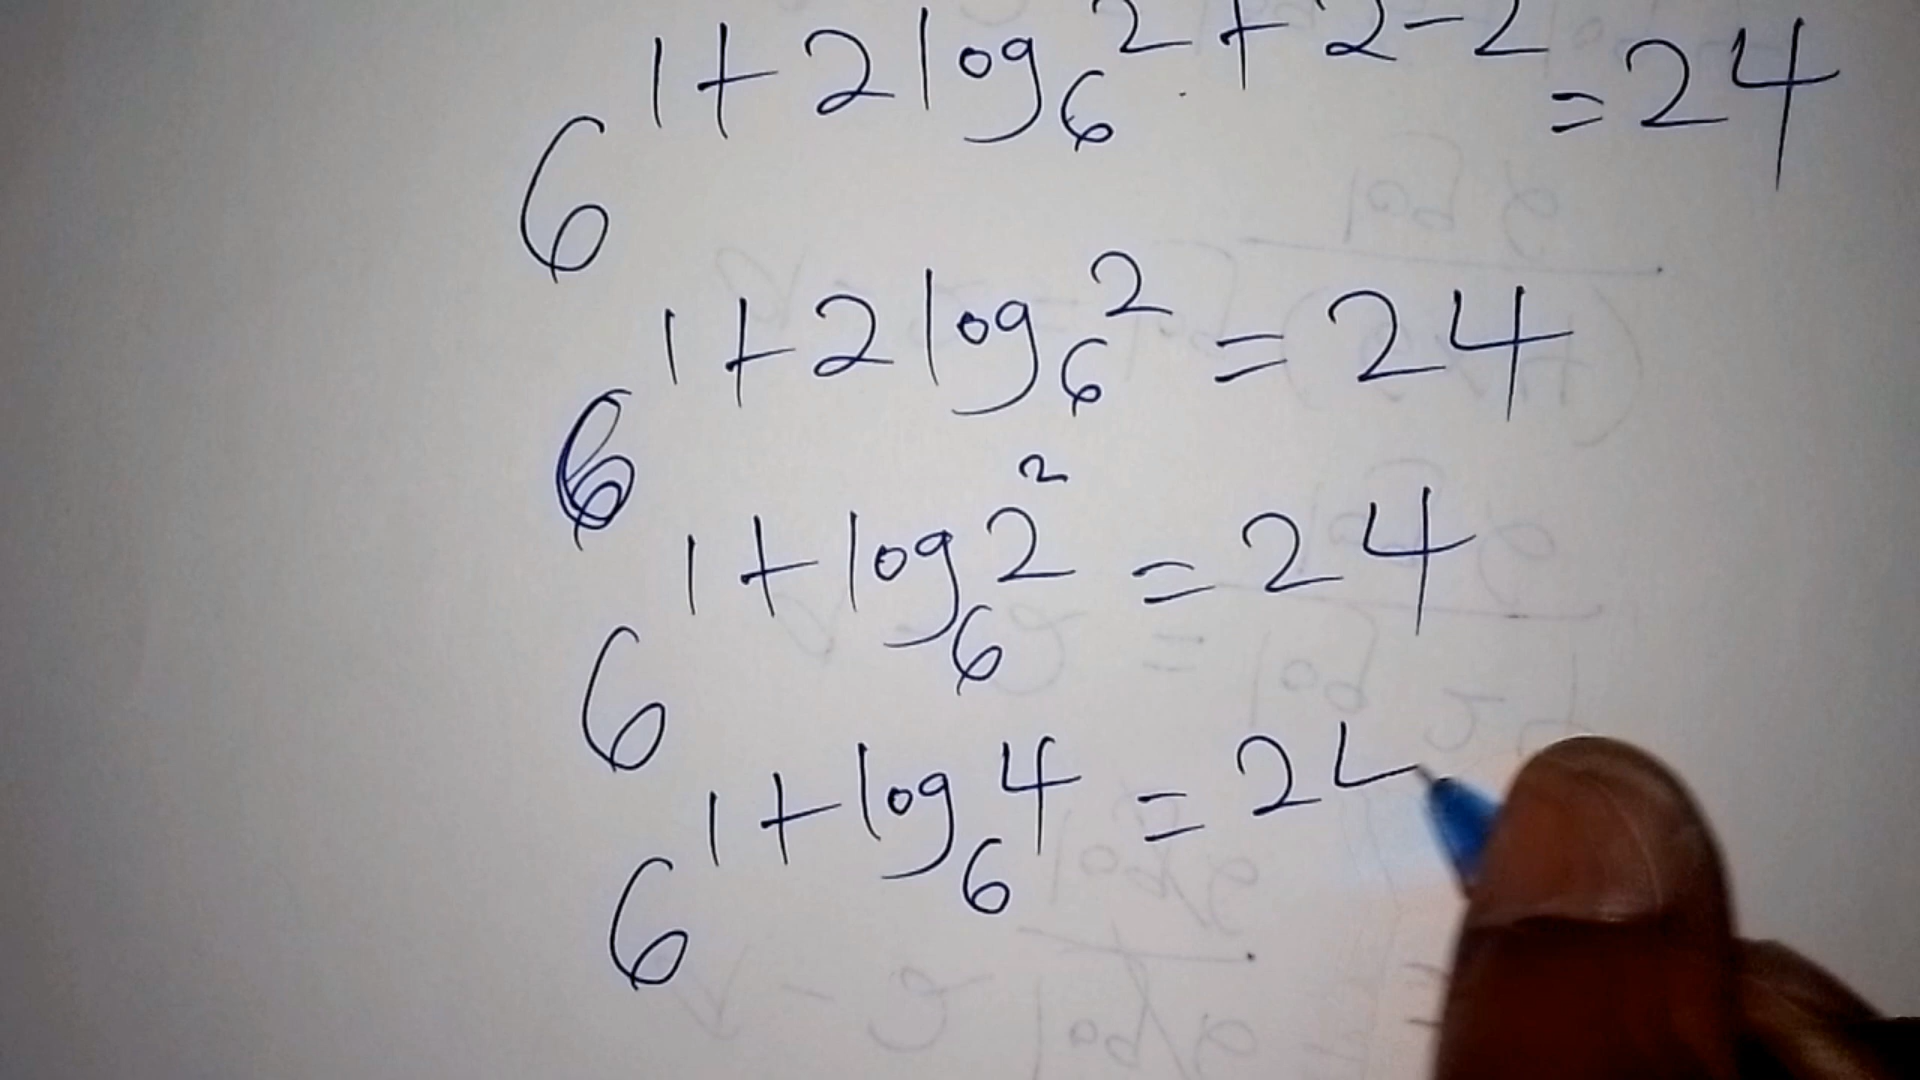 6^{1+2log_6 2+2-2} = 24
6^{1+2log_6 2} = 24
6^{1+log_6 2^2} = 24
6^{1+log_6 4} = 24